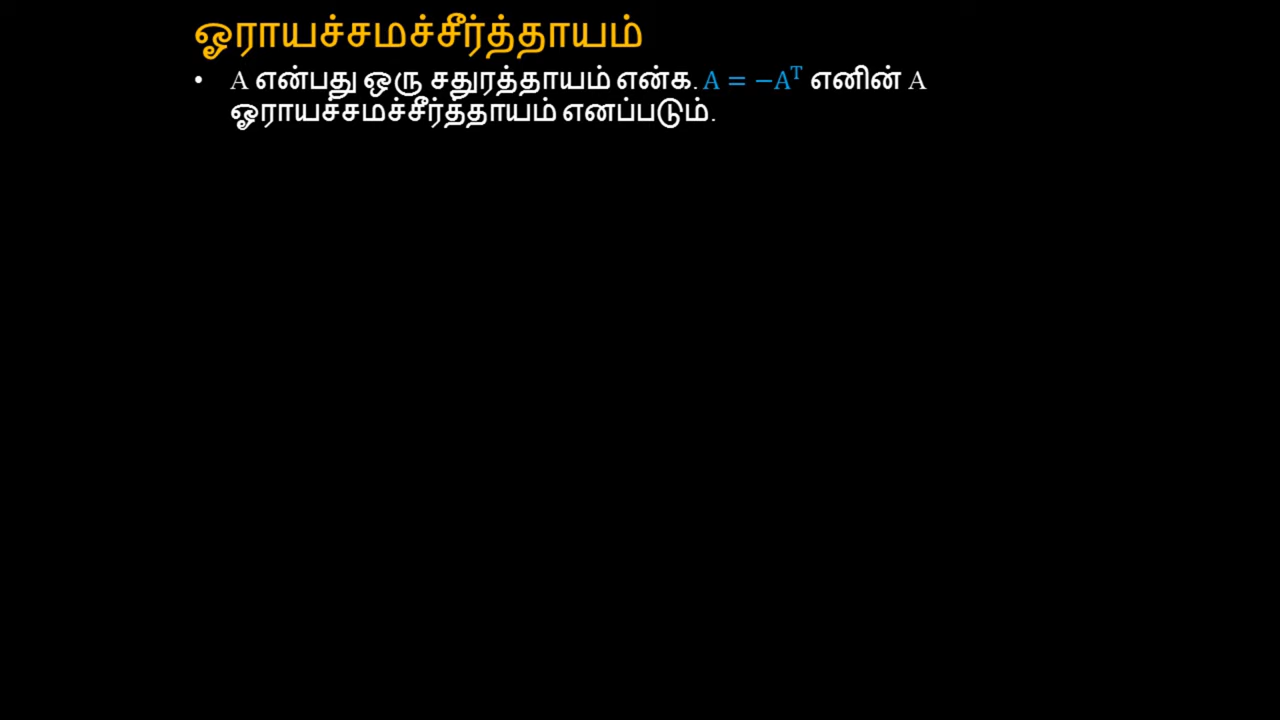 ஓராயச்சமச்சீர்த்தாயம்
• A என்பது ஒரு சதுரத்தாயம் என்க. A = −Aᵀ எனின் A
ஓராயச்சமச்சீர்த்தாயம் எனப்படும்.